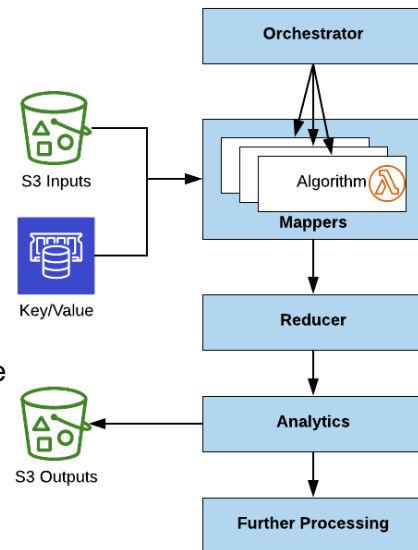 Orchestrator
S3 Inputs
Algorithm
Mappers
Key/Value
Reducer
e
Analytics
S3 Outputs
Further Processing